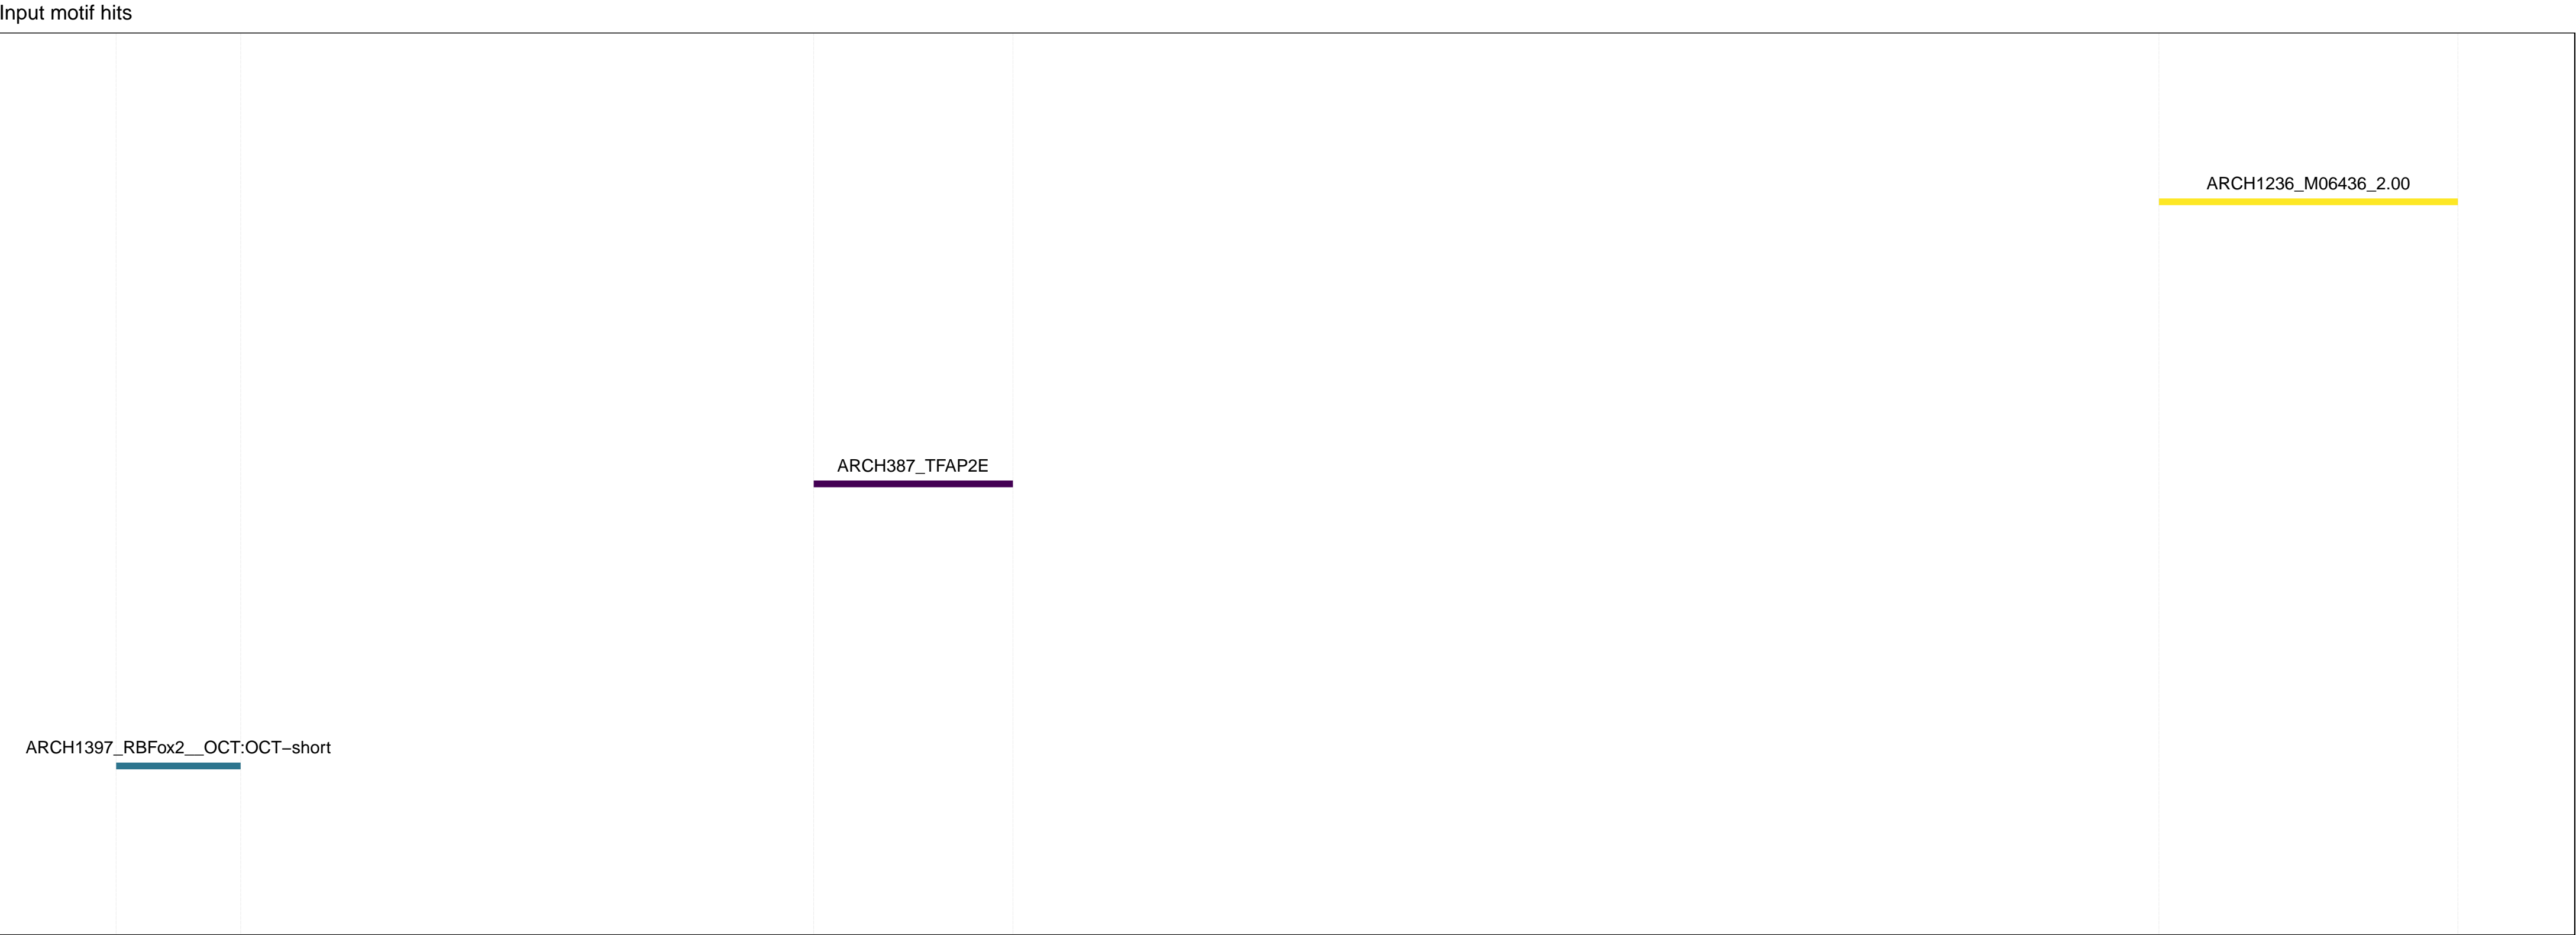 Input motif hits
ARCH1236_M06436_2.00
ARCH387_TFAP2E
ARCH1397_RBFox2__OCT:OCT−short